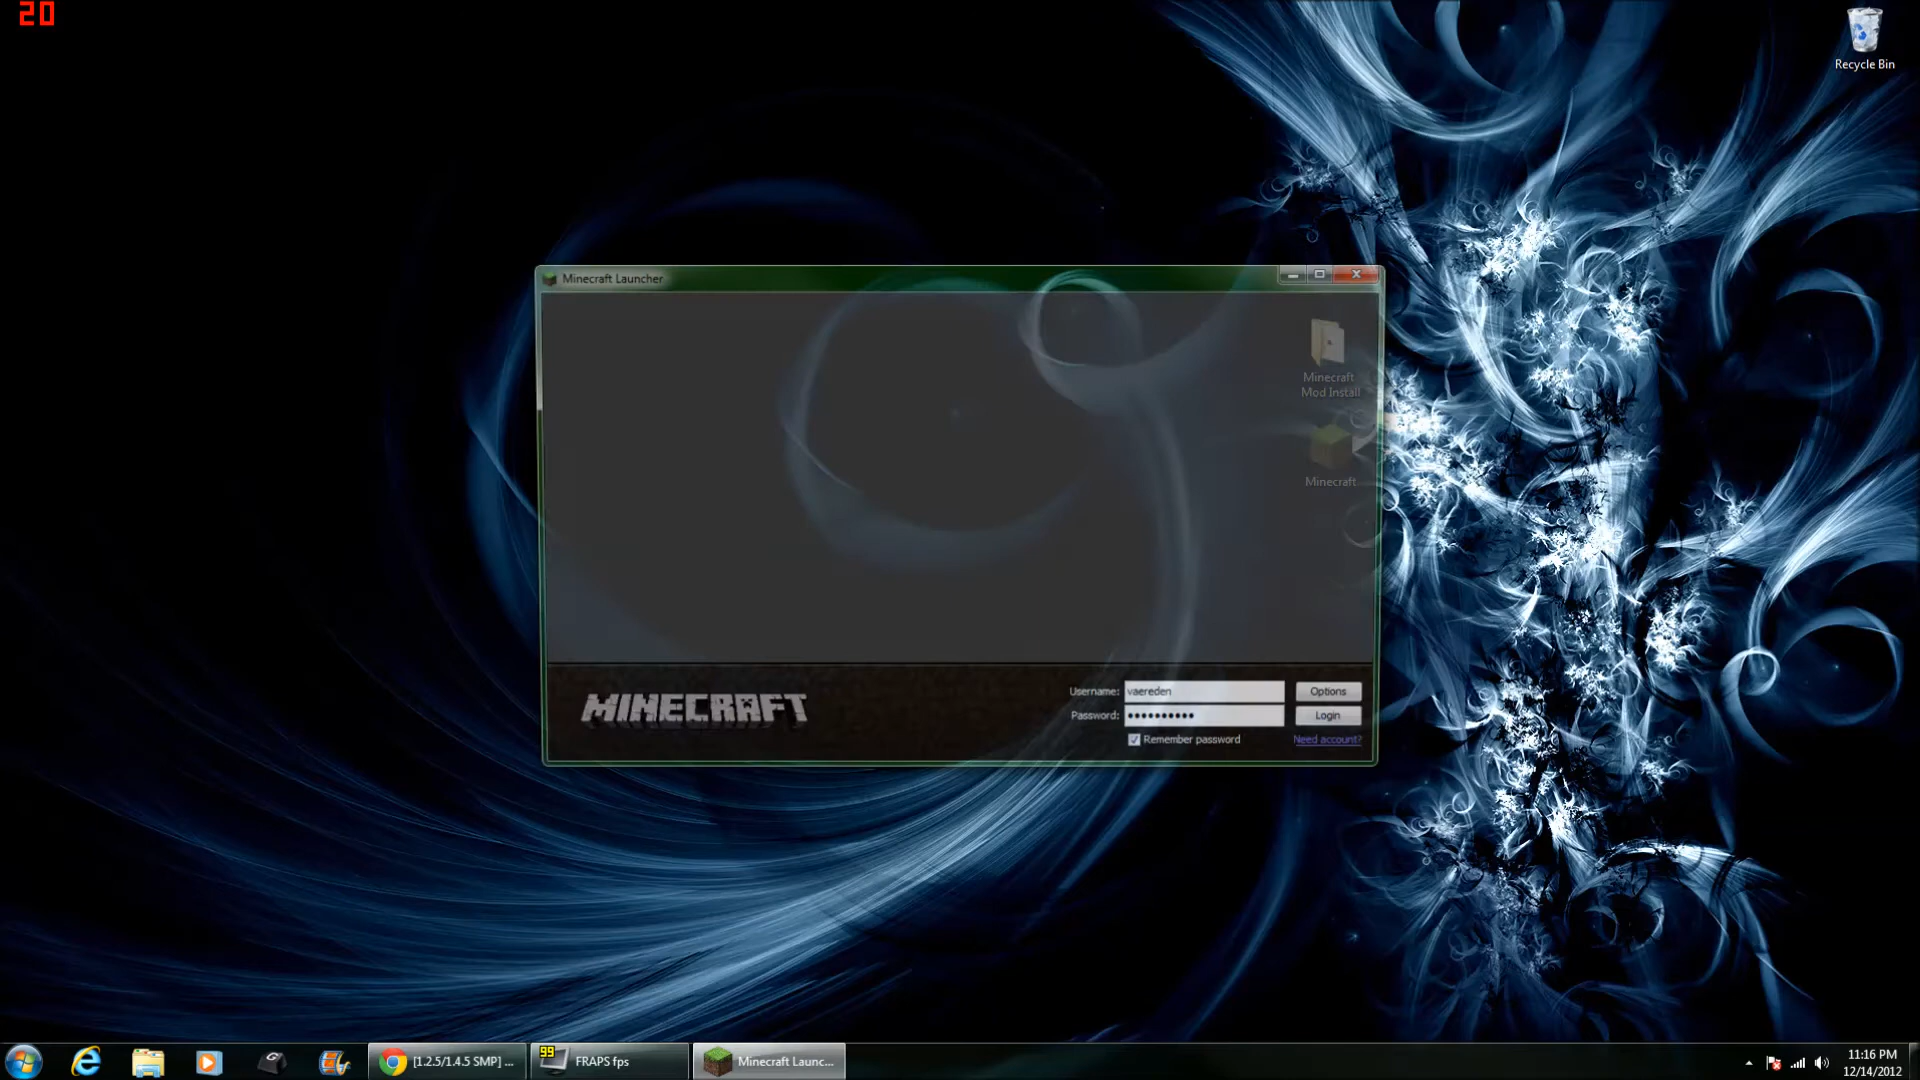 20
Recycle Bin
Minecraft Launcher
Minecraft
Mod Install
Minecraft
MINECRAFT
Username: vaereden Options
Password: •••••••••• Login
Remember password Need account?
[1.2.5/1.4.5 SMP] ...
99 FRAPS fps
Minecraft Launc...
11:16 PM
12/14/2012